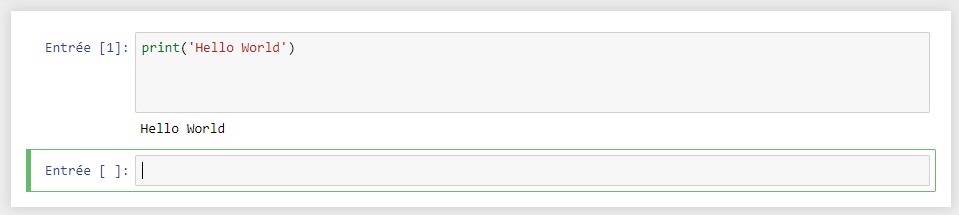 Entrée [1]: print('Hello World')
Hello World
Entrée [ ]: